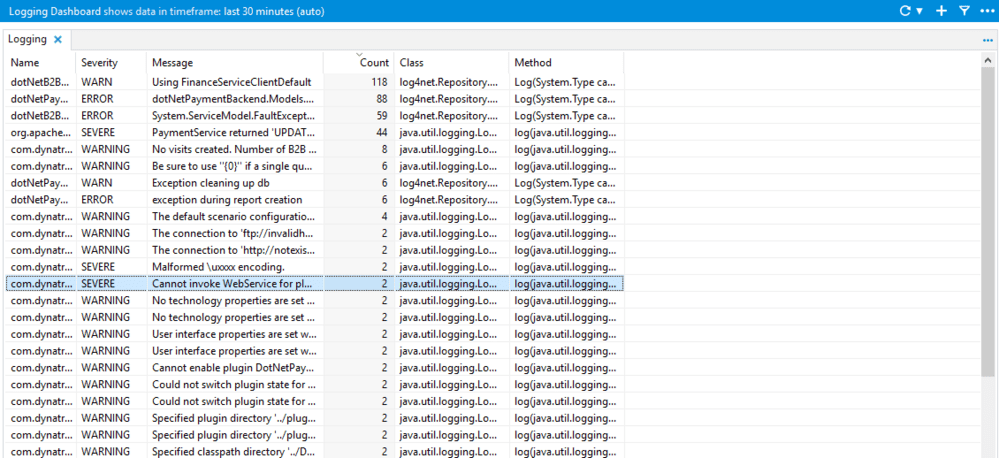 Logging Dashboard shows data in timeframe: last 30 minutes (auto)
Logging
Name Severity Message Count Class Method
dotNetB2B... WARN Using FinanceServiceClientDefault 118 log4net.Repository.... Log(System.Type ca...
dotNetPay... ERROR dotNetPaymentBackend.Models.... 88 log4net.Repository.... Log(System.Type ca...
dotNetB2B... ERROR System.ServiceModel.FaultExcept... 59 log4net.Repository.... Log(System.Type ca...
org.apache... SEVERE PaymentService returned 'UPDAT... 44 java.util.logging.Lo... log(java.util.logging...
com.dynatr... WARNING No visits created. Number of B2B ... 8 java.util.logging.Lo... log(java.util.logging...
com.dynatr... WARNING Be sure to use ''{0}'' if a single qu... 6 java.util.logging.Lo... log(java.util.logging...
dotNetPay... WARN Exception cleaning up db 6 log4net.Repository.... Log(System.Type ca...
dotNetPay... ERROR exception during report creation 6 log4net.Repository.... Log(System.Type ca...
com.dynatr... WARNING The default scenario configuratio... 4 java.util.logging.Lo... log(java.util.logging...
com.dynatr... WARNING The connection to 'ftp://invalidh... 2 java.util.logging.Lo... log(java.util.logging...
com.dynatr... WARNING The connection to 'http://notexis... 2 java.util.logging.Lo... log(java.util.logging...
com.dynatr... SEVERE Malformed \uxxxx encoding. 2 java.util.logging.Lo... log(java.util.logging...
com.dynatr... SEVERE Cannot invoke WebService for pl... 2 java.util.logging.Lo... log(java.util.logging...
com.dynatr... WARNING No technology properties are set ... 2 java.util.logging.Lo... log(java.util.logging...
com.dynatr... WARNING No technology properties are set ... 2 java.util.logging.Lo... log(java.util.logging...
com.dynatr... WARNING User interface properties are set w... 2 java.util.logging.Lo... log(java.util.logging...
com.dynatr... WARNING User interface properties are set w... 2 java.util.logging.Lo... log(java.util.logging...
com.dynatr... WARNING Cannot enable plugin DotNetPay... 2 java.util.logging.Lo... log(java.util.logging...
com.dynatr... WARNING Could not switch plugin state for ... 2 java.util.logging.Lo... log(java.util.logging...
com.dynatr... WARNING Could not switch plugin state for ... 2 java.util.logging.Lo... log(java.util.logging...
com.dynatr... WARNING Specified plugin directory '../plug... 2 java.util.logging.Lo... log(java.util.logging...
com.dynatr... WARNING Specified plugin directory '../plug... 2 java.util.logging.Lo... log(java.util.logging...
com.dynatr... WARNING Specified classpath directory '../D... 2 java.util.logging.Lo... log(java.util.logging...